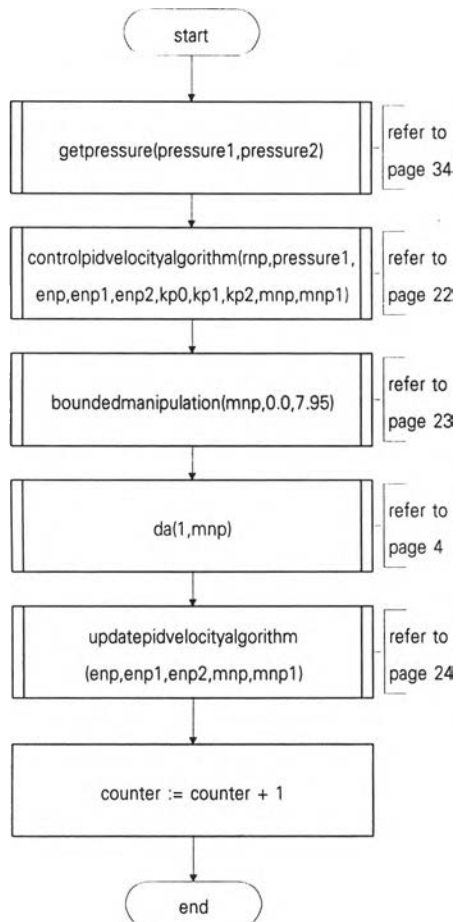 start
getpressure(pressure1,pressure2)
refer to
page 34
controlpidvelocityalgorithm(rnp,pressure1,
enp,enp1,enp2,kp0,kp1,kp2,mnp,mnp1)
refer to
page 22
boundedmanipulation(mnp,0.0,7.95)
refer to
page 23
da(1,mnp)
refer to
page 4
updatepidvelocityalgorithm
(enp,enp1,enp2,mnp,mnp1)
refer to
page 24
counter := counter + 1
end